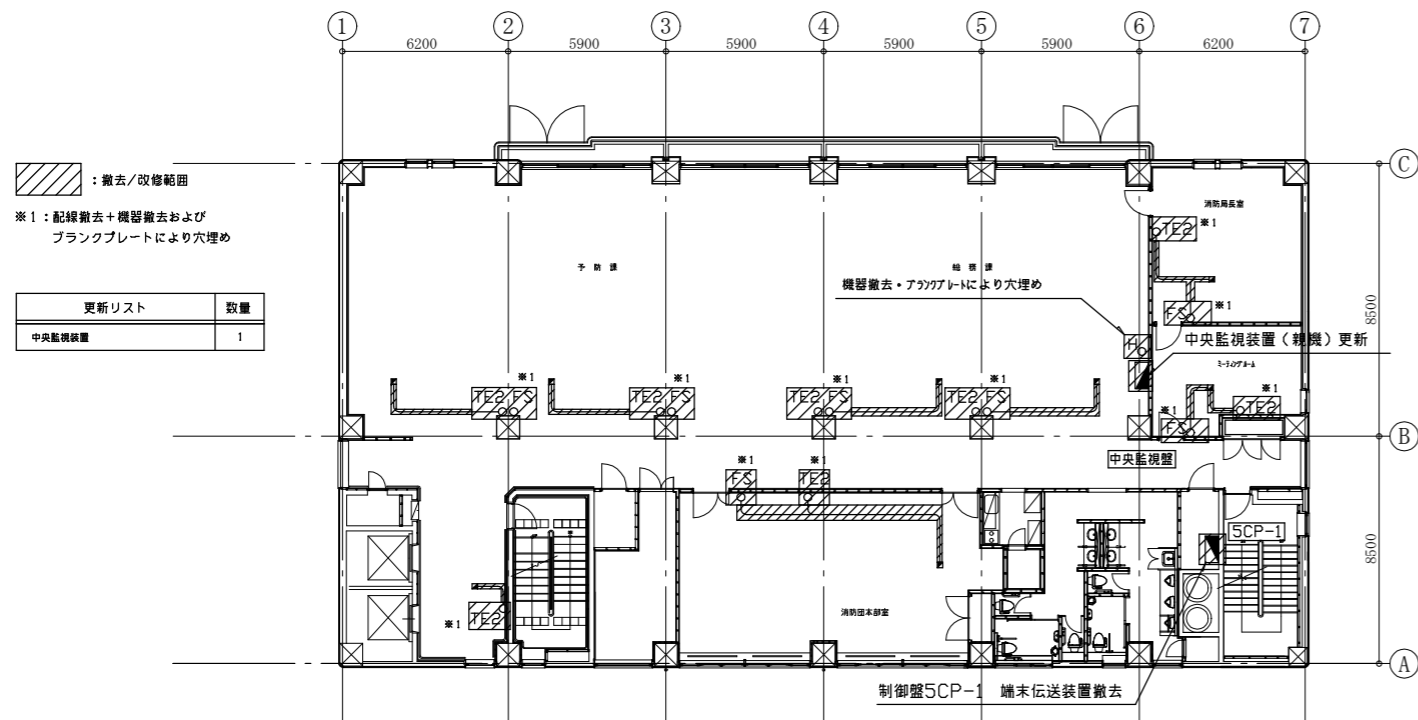 1 2 3 4 5 6 7
6200 5900 5900 5900 5900 6200
：撤去/改修範囲
※1：配線撤去＋機器撤去および
ブランクプレートにより穴埋め
更新リスト 数量
中央監視装置 1
C
消防局長室
TE2 ※1
予防課
総務課
機器撤去・ブランクプレートにより穴埋め
FS ※1
8500
H
中央監視装置（親機）更新
ミーティングルーム
※1 ※1 ※1 ※1 ※1
TE2 FS TE2 FS TE2 FS TE2 FS TE2
※1
FS
B
中央監視盤
※1 ※1
FS TE2
5CP-1
8500
消防団本部室
TE2
※1
A
制御盤5CP-1 端末伝送装置撤去